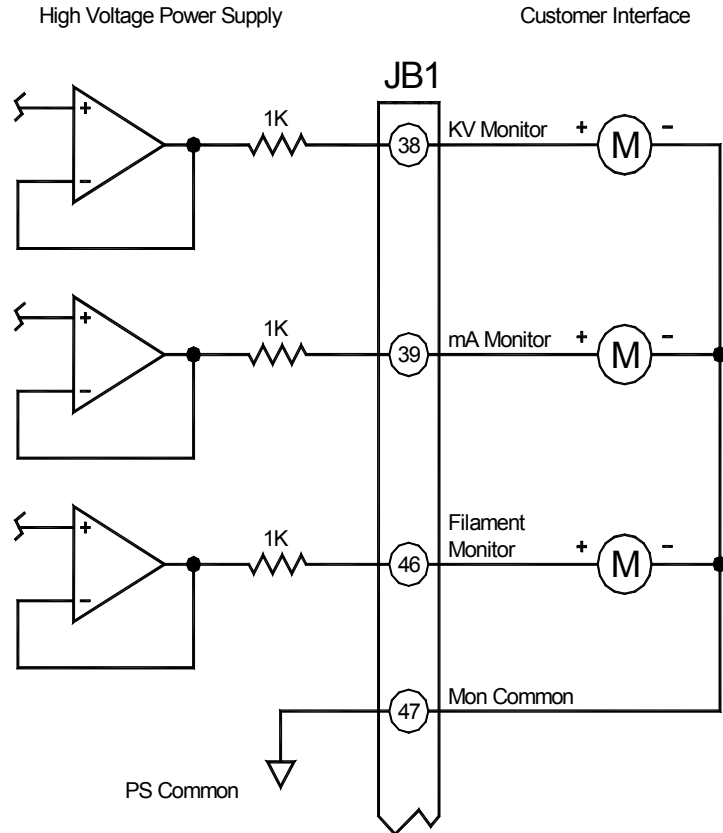 High Voltage Power Supply
Customer Interface
JB1
+
−
1K
38
KV Monitor
+
M
−
+
−
1K
39
mA Monitor
+
M
−
+
−
1K
46
Filament
Monitor
+
M
−
47
Mon Common
PS Common